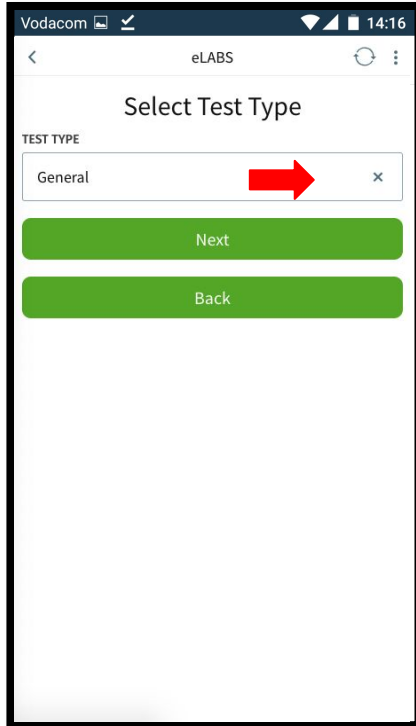 Vodacom 14:16
eLABS
Select Test Type
TEST TYPE
General
Next
Back